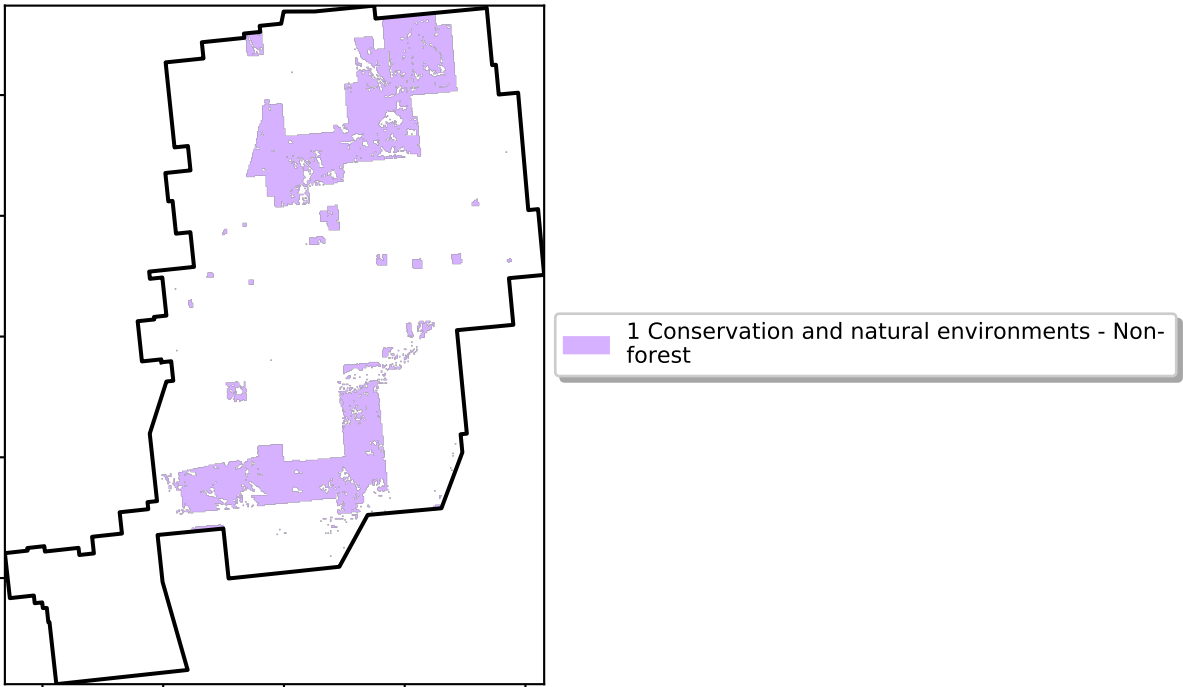 1 Conservation and natural environments - Non-
forest